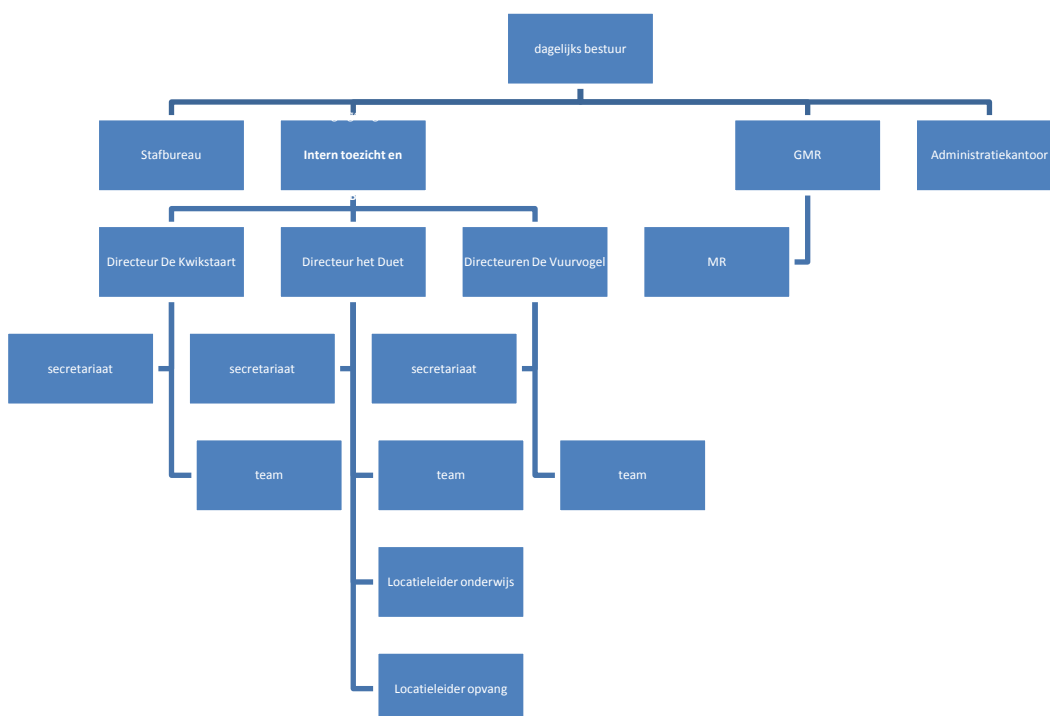 dagelijks bestuur
Stafbureau
Intern toezicht en
GMR
Administratiekantoor
Directeur De Kwikstaart
Directeur het Duet
Directeuren De Vuurvogel
MR
secretariaat
secretariaat
secretariaat
team
team
team
Locatieleider onderwijs
Locatieleider opvang